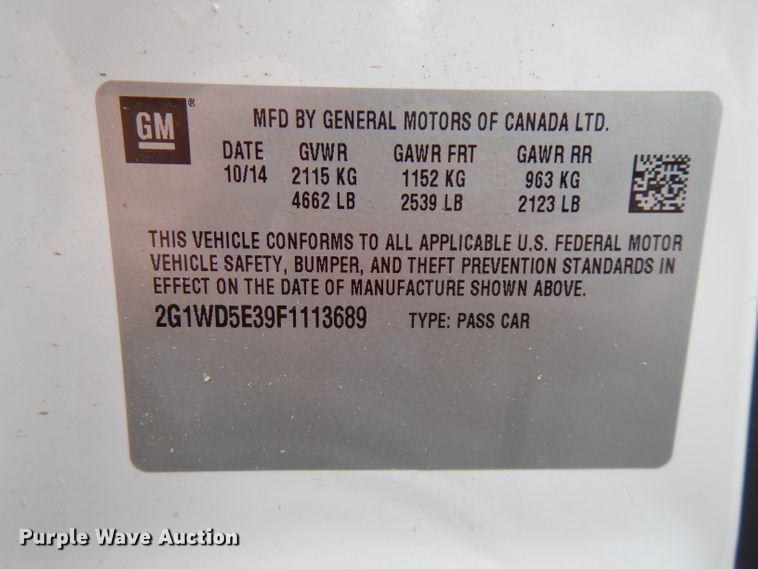 GM®
MFD BY GENERAL MOTORS OF CANADA LTD.
DATE GVWR GAWR FRT GAWR RR
10/14 2115 KG 1152 KG 963 KG
4662 LB 2539 LB 2123 LB
THIS VEHICLE CONFORMS TO ALL APPLICABLE U.S. FEDERAL MOTOR
VEHICLE SAFETY, BUMPER, AND THEFT PREVENTION STANDARDS IN
EFFECT ON THE DATE OF MANUFACTURE SHOWN ABOVE.
2G1WD5E39F1113689 TYPE: PASS CAR
Purple Wave Auction